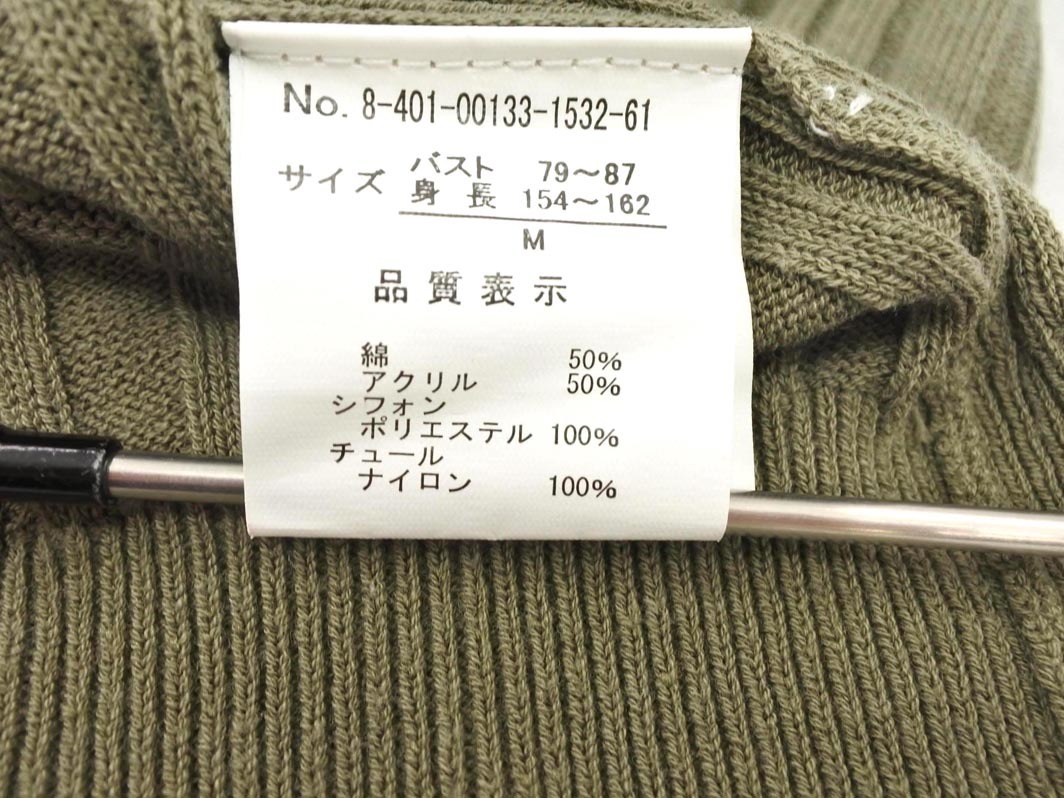 No. 8-401-00133-1532-61
サイズ バスト 79～87
身長 154～162
M
品質表示
綿 50%
アクリル 50%
シフォン
ポリエステル 100%
チュール
ナイロン 100%